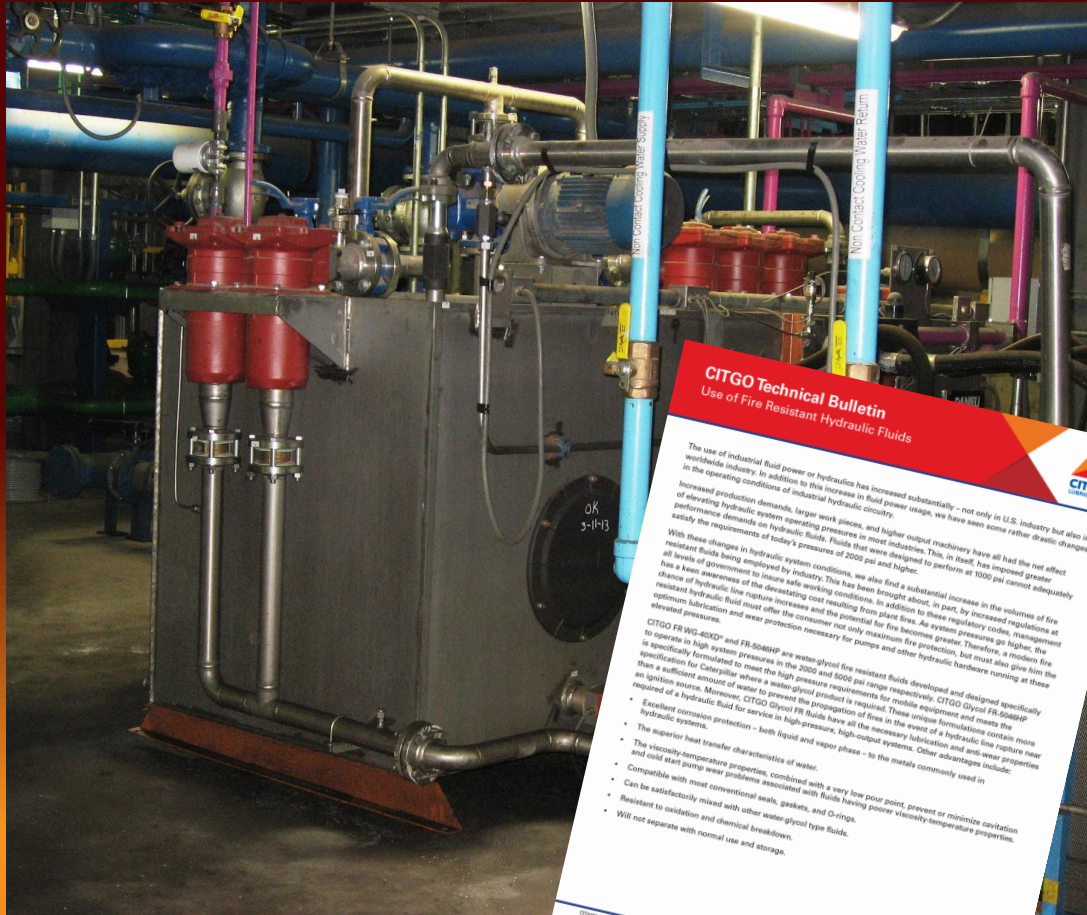 Non Contact Cooling Water Supply
Non Contact Cooling Water Return
OK
3-11-13
DANIELI
CITGO Technical Bulletin
Use of Fire Resistant Hydraulic Fluids
The use of industrial fluid power or hydraulics has increased substantially – not only in U.S. industry but also in
worldwide industry. In addition to this increase in fluid power usage, we have seen some rather drastic changes
in the operating conditions of industrial hydraulic circuitry.
Increased production demands, larger work pieces, and higher output machinery have all had the net effect
of elevating hydraulic system operating pressures in most industries. This, in itself, has imposed greater
performance demands on hydraulic fluids. Fluids that were designed to perform at 1000 psi cannot adequately
satisfy the requirements of today's pressures of 2000 psi and higher.
With these changes in hydraulic system conditions, we also find a substantial increase in the volumes of fire
resistant fluids being employed by industry. This has been brought about, in part, by increased regulations at
all levels of government to insure safe working conditions. In addition to these regulatory codes, management
has a keen awareness of the devastating cost resulting from plant fires. As system pressures go higher, the
chance of hydraulic line rupture increases and the potential for fire becomes greater. Therefore, a modern fire
resistant hydraulic fluid must offer the consumer not only maximum fire protection, but must also give him the
optimum lubrication and wear protection necessary for pumps and other hydraulic hardware running at these
elevated pressures.
CITGO FR WG-40XD® and FR-5046HP are water-glycol fire resistant fluids developed and designed specifically
to operate in high system pressures in the 2000 and 5000 psi range respectively. CITGO Glycol FR-5046HP
is specifically formulated to meet the high pressure requirements for mobile equipment and meets the
specification for Caterpillar where a water-glycol product is required. These unique formulations contain more
than a sufficient amount of water to prevent the propagation of fires in the event of a hydraulic line rupture near
an ignition source. Moreover, CITGO Glycol FR fluids have all the necessary lubrication and anti-wear properties
required of a hydraulic fluid for service in high-pressure, high-output systems. Other advantages include:
• Excellent corrosion protection – both liquid and vapor phase – to the metals commonly used in
hydraulic systems.
• The superior heat transfer characteristics of water.
• The viscosity-temperature properties, combined with a very low pour point, prevent or minimize cavitation
and cold start pump wear problems associated with fluids having poorer viscosity-temperature properties.
• Compatible with most conventional seals, gaskets, and O-rings.
• Can be satisfactorily mixed with other water-glycol type fluids.
• Resistant to oxidation and chemical breakdown.
• Will not separate with normal use and storage.